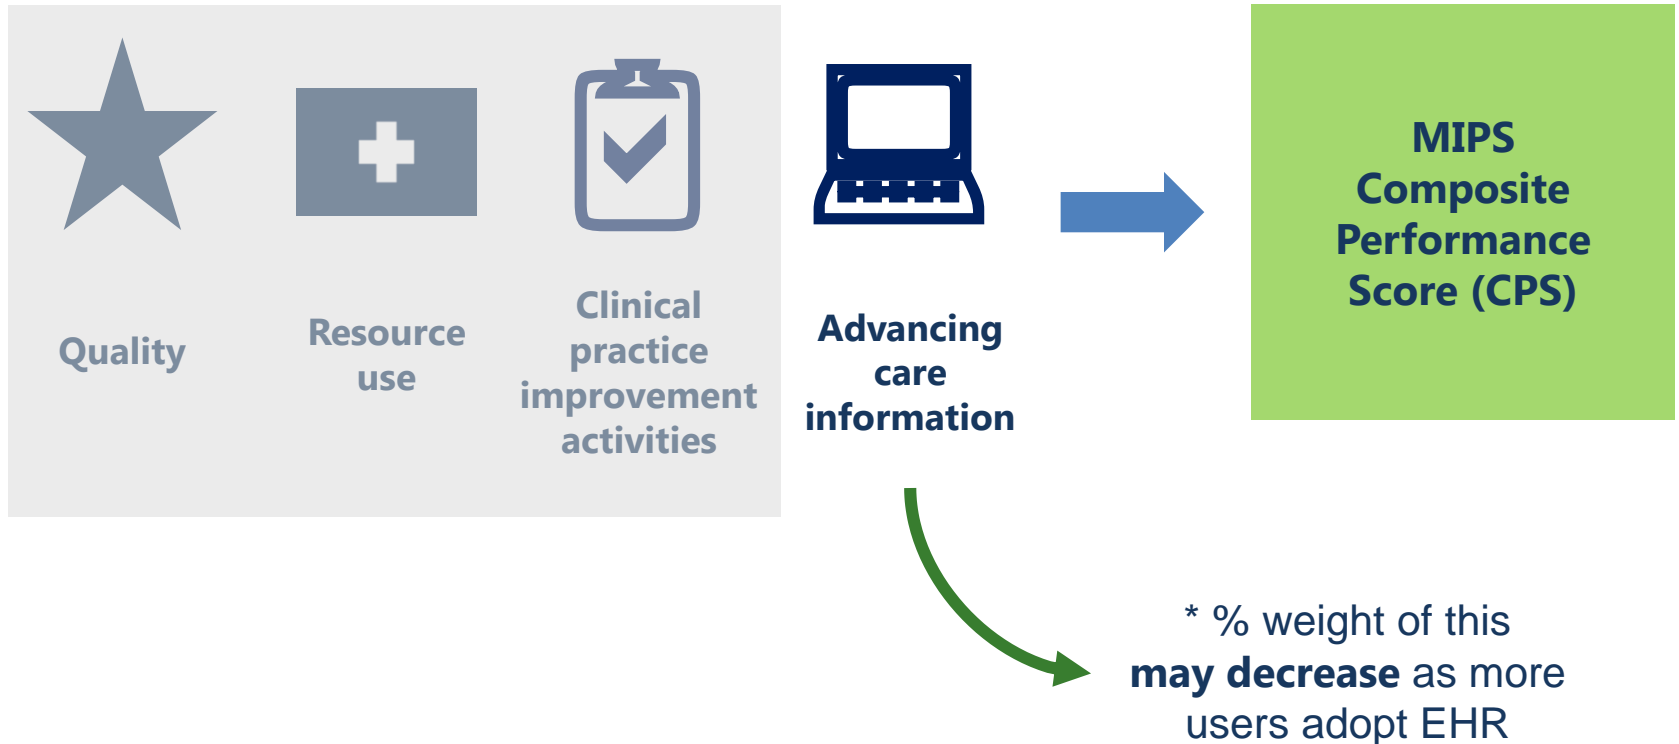 Quality
Resource
use
Clinical
practice
improvement
activities
Advancing
care
information
MIPS
Composite
Performance
Score (CPS)
* % weight of this
may decrease as more
users adopt EHR